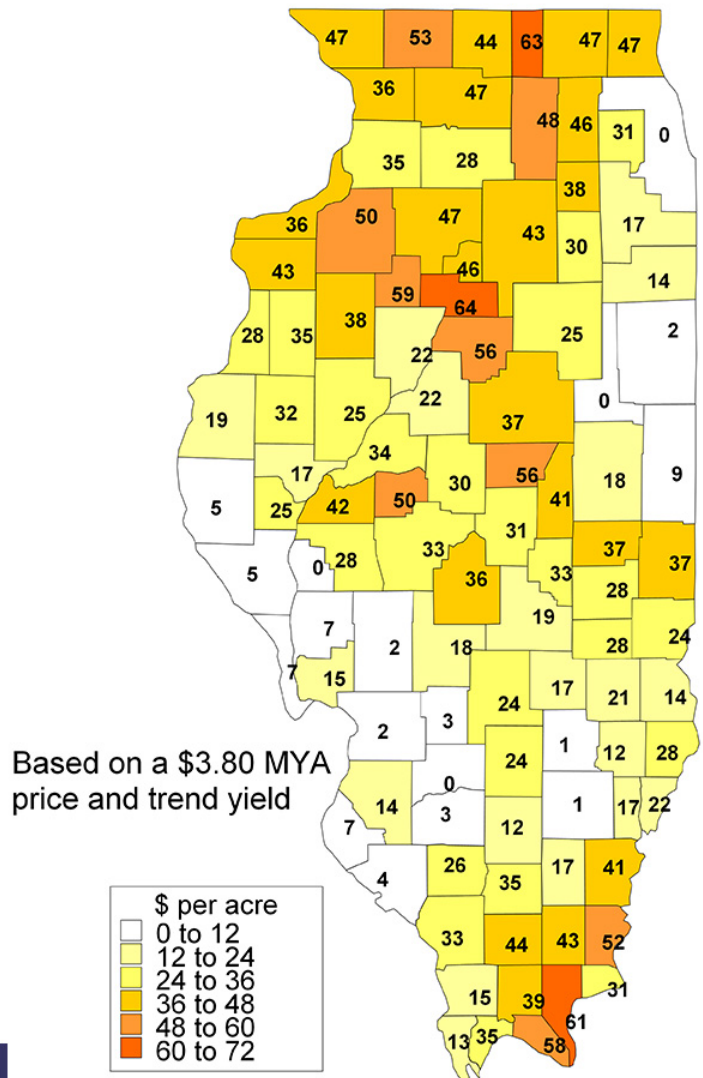 47 53 44 63 47 47
36 47 48 46 31 0
35 28
38
36 50 47 43 30 17
43 46
59 64 14
28 35 38 22 56 25 2
22
19 32 25 37 0
34
17 30 56 18 9
5 25 42 50 41
31
5 0 28 33 36 33 37 37
28
7 2 18 19 28 24
7 15
24 17 21 14
2 3
24 1 12 28
Based on a $3.80 MYA
price and trend yield
0
14 3 12 1 17 22
7
4 26 35 17 41
$ per acre
0 to 12
12 to 24
24 to 36
36 to 48
48 to 60
60 to 72
33 44 43 52
15 39 31
61
13 35 58